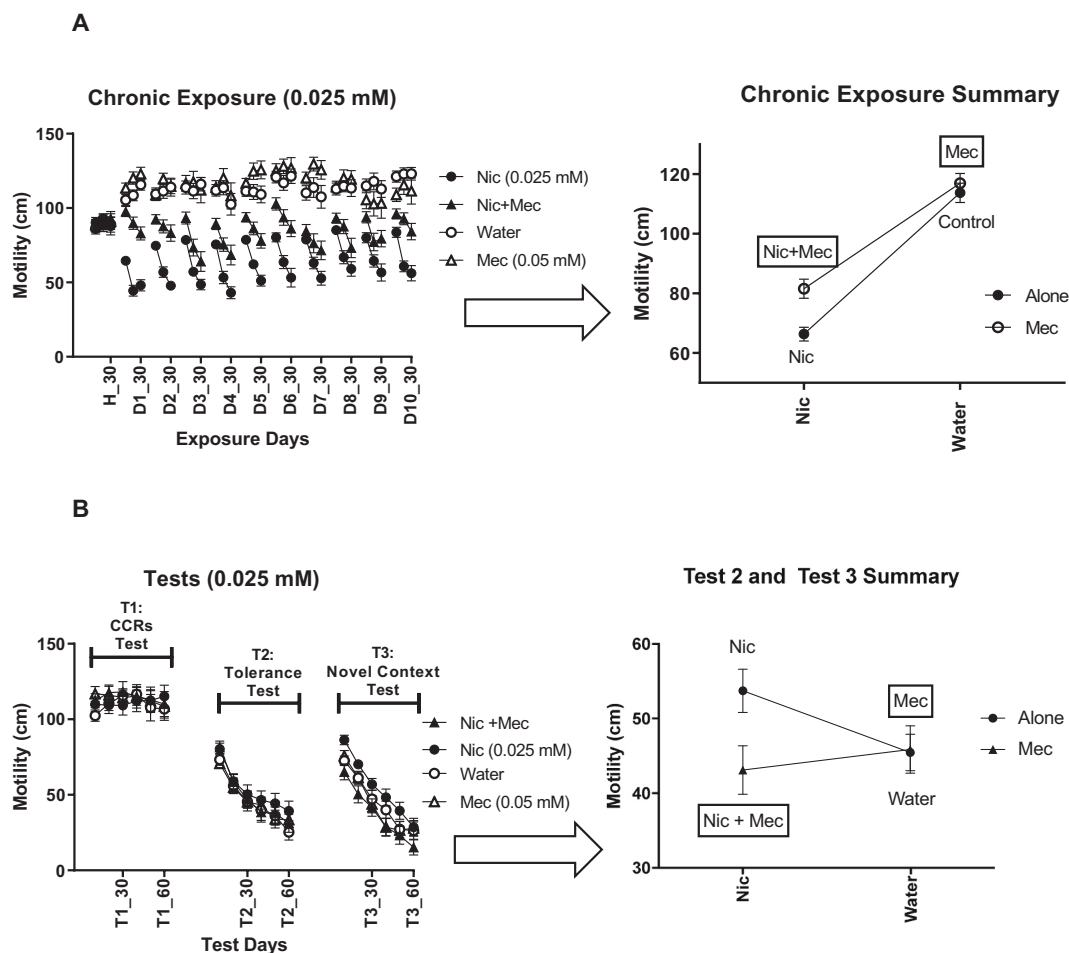 A
Chronic Exposure (0.025 mM)
Motility (cm)
150
100
50
0
H_30
D1_30
D2_30
D3_30
D4_30
D5_30
D6_30
D7_30
D8_30
D9_30
D10_30
Exposure Days
Nic (0.025 mM)
Nic+Mec
Water
Mec (0.05 mM)
Chronic Exposure Summary
Motility (cm)
120
100
80
60
Mec
Control
Nic+Mec
Nic
Alone
Mec
Nic
Water
B
Tests (0.025 mM)
T1:
CCRs
Test
T2:
Tolerance
Test
T3:
Novel Context
Test
Motility (cm)
150
100
50
0
T1_30
T1_60
T2_30
T2_60
T3_30
T3_60
Test Days
Nic +Mec
Nic (0.025 mM)
Water
Mec (0.05 mM)
Test 2 and Test 3 Summary
Motility (cm)
60
50
40
30
Nic
Mec
Water
Nic + Mec
Alone
Mec
Nic
Water